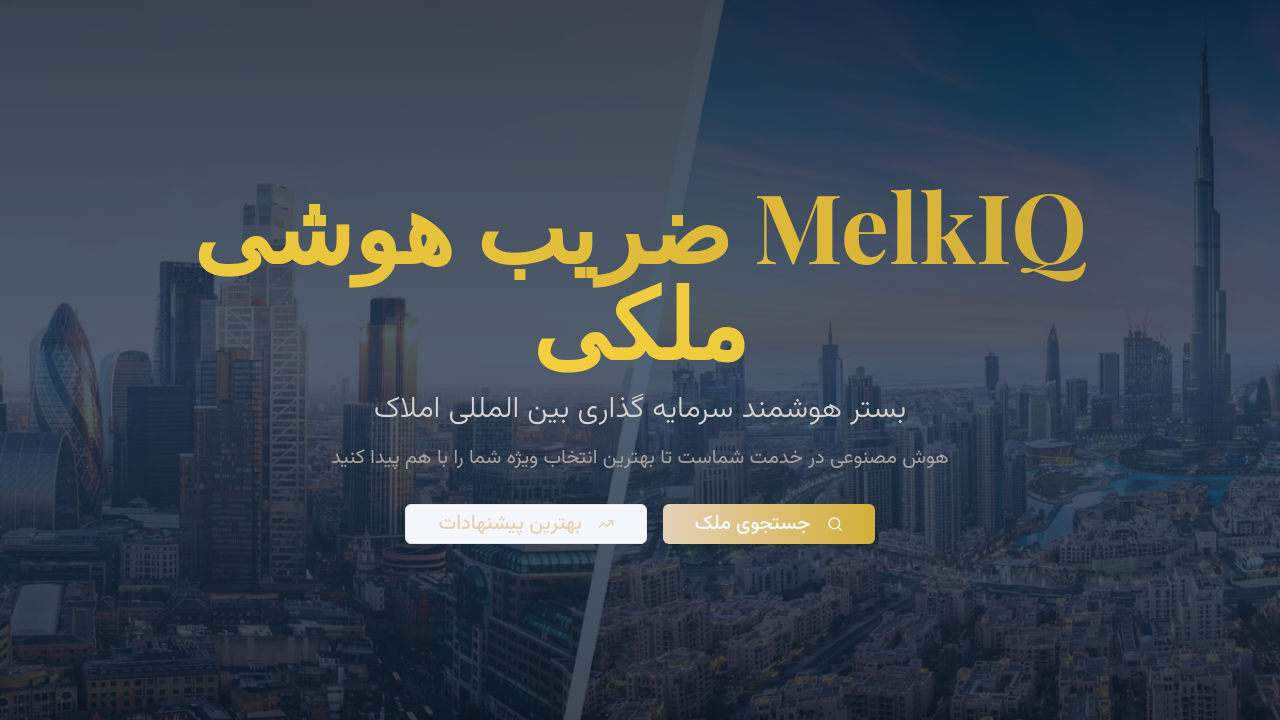 MelkIQ ضریب هوشی
ملکی
بستر هوشمند سرمایه گذاری بین المللی املاک
هوش مصنوعی در خدمت شماست تا بهترین انتخاب ویژه شما را با هم پیدا کنید
جستجوی ملک
بهترین پیشنهادات